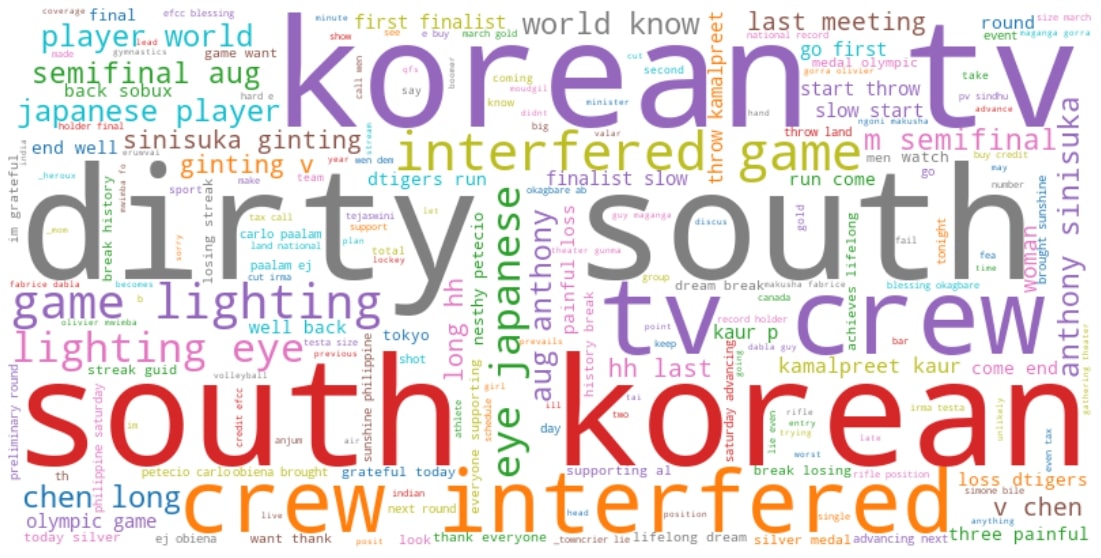 coverage final
efcc blessing
player world
made lead
gymnastics
game want
semifinal aug
back sobux
hard e
japanese player
holder final
korean tv
minute
show
first finalist
see
e buy
march gold
call men
qfs
say
boomer
coming
know
moudgil
didnt
world know
cut
second
minister
big
valar
national record
last meeting
go first
medal olympic
gorra olivier
start throw
slow start
hand
throw kamalpreet
round
event
size march
maganga gorra
take
pv sindhu
advance
ngoni makusha
throw land
m semifinal
men watch
go
buy credit
may
number
india
end well
erumvai
sinisuka ginting
ginting v
year
wen dem
stream
interfered game
dtigers run
finalist slow
okagbare ab
run come
im grateful
_heroux
_mom
break history
mwimba fo
sport
make
team
sorry
losing streak
tax call
carlo paalam
land national
paalam ej
cut irma
tejaswini
support
plan
total
lockey
let
dirty south
nesthy petecio
eye japanese
aug anthony
painful loss
guy maganga
theater gunma
group
discus
gold
dream break
makusha fabrice
canada
achieves lifelong
fail
tonight
fea
time
blessing okagbare
woman
brought sunshine
anthony sinisuka
fabrice dabla
becomes
b
game lighting
olivier mwimba
well back
tokyo
long hh
history break
tv crew
point
keep
record holder
kaur p
dabla guy
bar
prevails
lighting eye
testa size
previous
shot
streak guid
volleyball
hh last
going
kamalpreet kaur
come end
gathering theater
preliminary round
philippine saturday
south korean
im
credit efcc
anjum
air
sunshine philippine
athlete
everyone supporting
schedule
girl
iii
day
two
tai
saturday advancing
lie even
rifle
entry
trying
worst
late
irma testa
unlikely
even tax
th
petecio carlo
obiena brought
grateful today
supporting al
break losing
rifle position
loss dtigers
simone bile
chen long
crew interfered
indian
next round
head
position
single
anything
v chen
olympic game
live
today silver
ej obiena
want thank
posit
look
thank everyone
_towncrier lie
lifelong dream
silver medal
advancing next
three painful